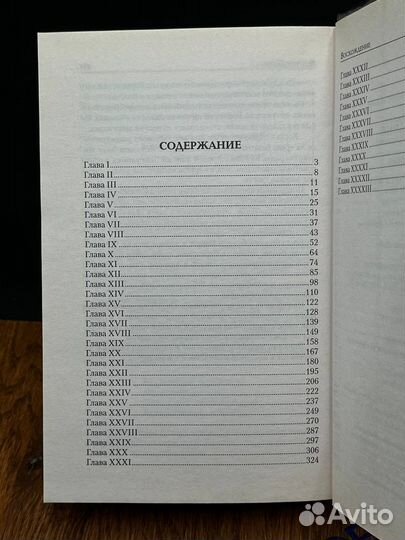 СОДЕРЖАНИЕ
Глава I 3
Глава II 8
Глава III 11
Глава IV 15
Глава V 25
Глава VI 31
Глава VII 37
Глава VIII 43
Глава IX 52
Глава X 64
Глава XI 74
Глава XII 85
Глава XIII 98
Глава XIV 110
Глава XV 122
Глава XVI 128
Глава XVII 139
Глава XVIII 149
Глава XIX 158
Глава XX 167
Глава XXI 180
Глава XXII 195
Глава XXIII 206
Глава XXIV 222
Глава XXV 237
Глава XXVI 249
Глава XXVII 270
Глава XXVIII 287
Глава XXIX 297
Глава XXX 306
Глава XXXI 324
Восхождение
Глава XXXII
Глава XXXIII
Глава XXXIV
Глава XXXV
Глава XXXVI
Глава XXXVII
Глава XXXVIII
Глава XXXIX
Глава XXXX
Глава XXXXI
Глава XXXXII
Глава XXXXIII
Avito